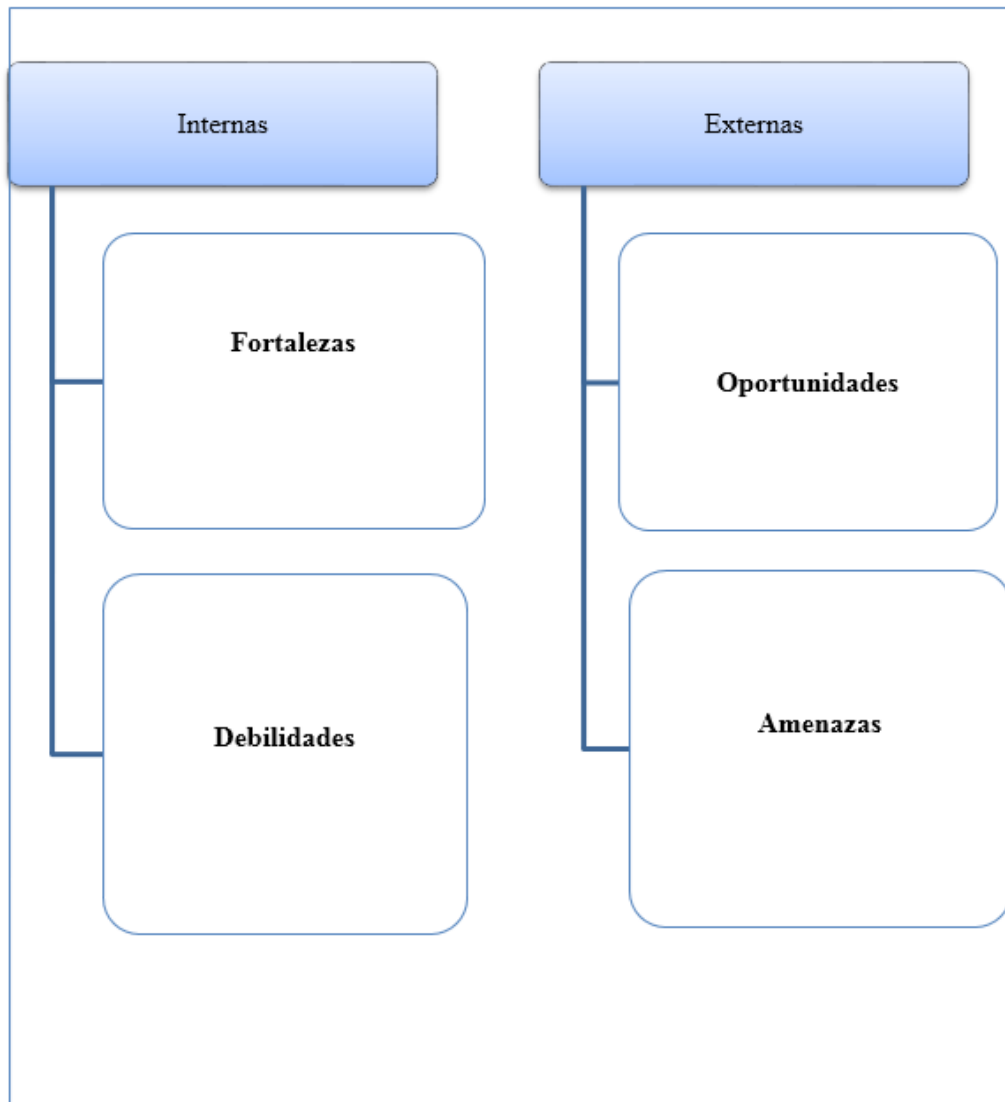 Internas
Externas
Fortalezas
Oportunidades
Debilidades
Amenazas